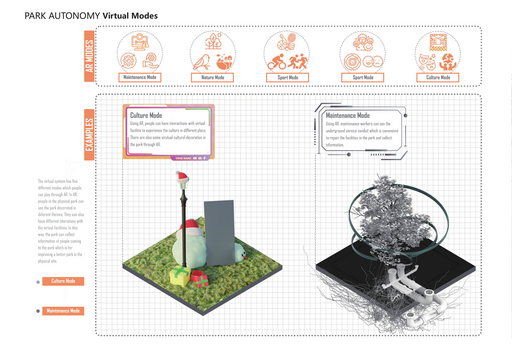 PARK AUTONOMY Virtual Modes
AR MODES
Maintenance Mode
Nature Mode
Sport Mode
Sport Mode
Culture Mode
EXAMPLES
Culture Mode
Using AR, people can have interactions with virtual
facilite to experience the culture in different place.
There are also some unusual cultural decoration in
the park through AR.
Maintenance Mode
Using AR, maintenance workers can see the
underground service conduit which is convenient
to repair the facilities in the park and collect
information.
The virtual system has five
different modes which people
can play through AR. In AR
people in the physical park can
see the park decorated in
different themes. They can also
have different interations with
the virtual facilities. In this
way, the park can collect
information of people coming
to the park which is for
improving a better park in the
physical site.
Culture Mode
Maintenance Mode